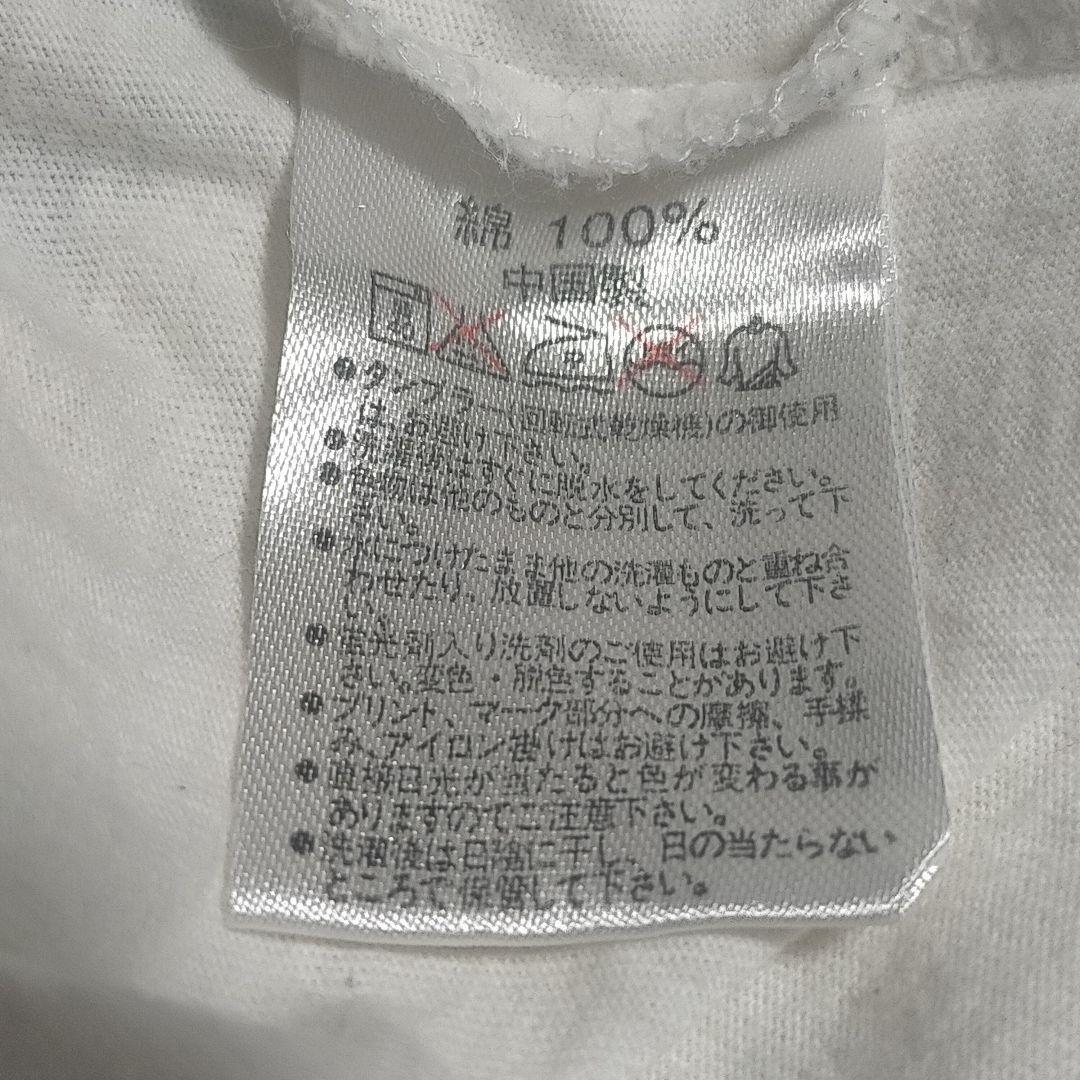 綿 100%
中国製
●タンブラー(回転式乾燥機)の御使用
はお避け下さい。
●洗濯後はすぐに脱水をしてください。
●色物は他のものと分別して、洗って下
さい。
●水につけたまま他の洗濯ものと重ね合
わせたり、放置しないようにして下さ
い。
●蛍光剤入り洗剤のご使用はお避け下
さい。変色・脱色することがあります。
●プリント、マーク部分への摩擦、手揉
み、アイロン掛けはお避け下さい。
●直接日光が当たると色が変わる事が
ありますのでご注意下さい。
●洗濯後は日陰に干し、日の当たらない
ところで保管して下さい。